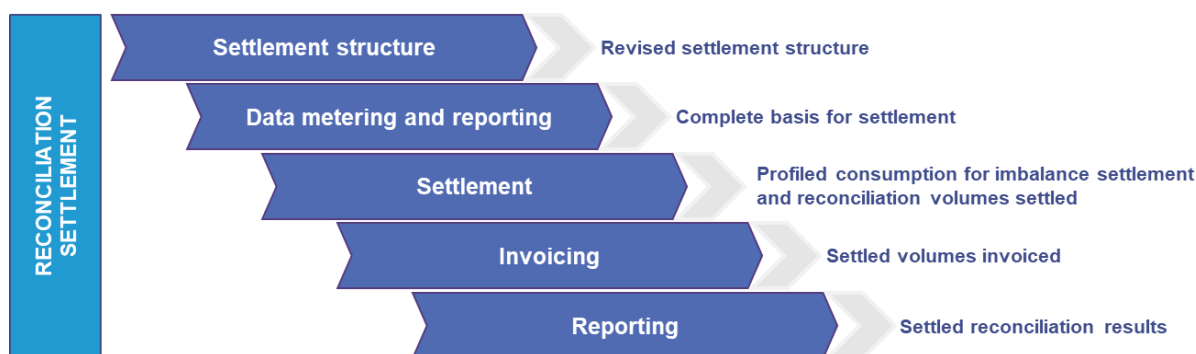 RECONCILIATION
SETTLEMENT
Settlement structure
Revised settlement structure
Data metering and reporting
Complete basis for settlement
Settlement
Profiled consumption for imbalance settlement
and reconciliation volumes settled
Invoicing
Settled volumes invoiced
Reporting
Settled reconciliation results